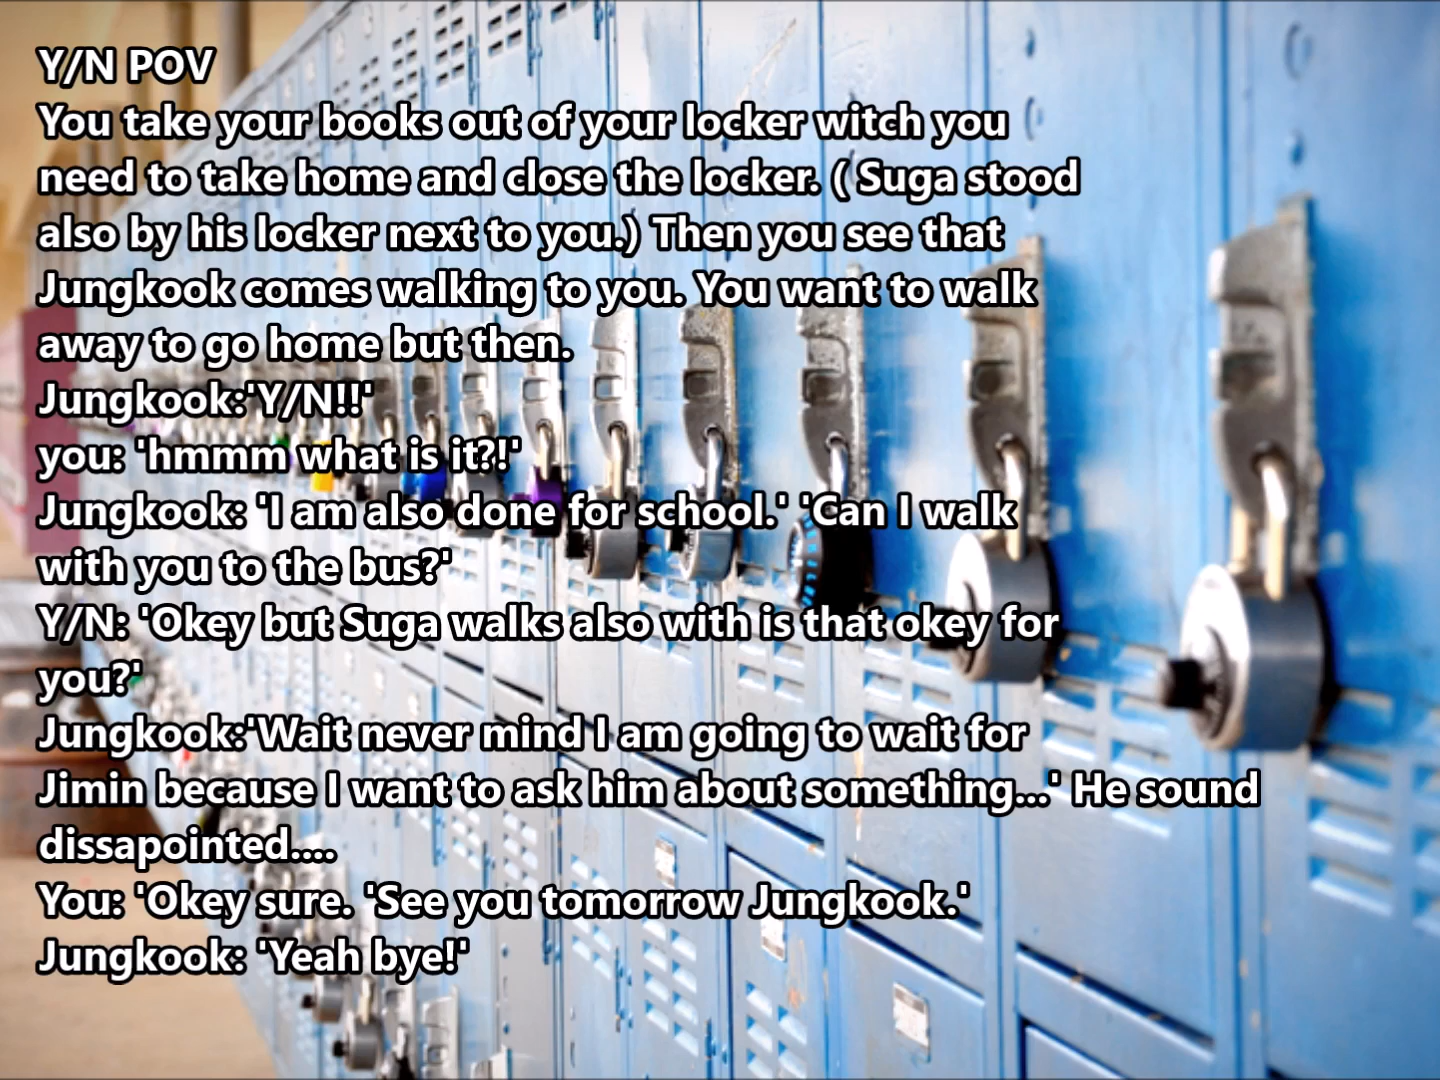 Y/N POV
You take your books out of your locker witch you
need to take home and close the locker. ( Suga stood
also by his locker next to you.) Then you see that
Jungkook comes walking to you. You want to walk
away to go home but then.
Jungkook:'Y/N!!'
you: 'hmmm what is it?!'
Jungkook: 'I am also done for school.' 'Can I walk
with you to the bus?'
Y/N: 'Okey but Suga walks also with is that okey for
you?'
Jungkook:'Wait never mind I am going to wait for
Jimin because I want to ask him about something...' He sound
dissapointed....
You: 'Okey sure. 'See you tomorrow Jungkook.'
Jungkook: 'Yeah bye!'